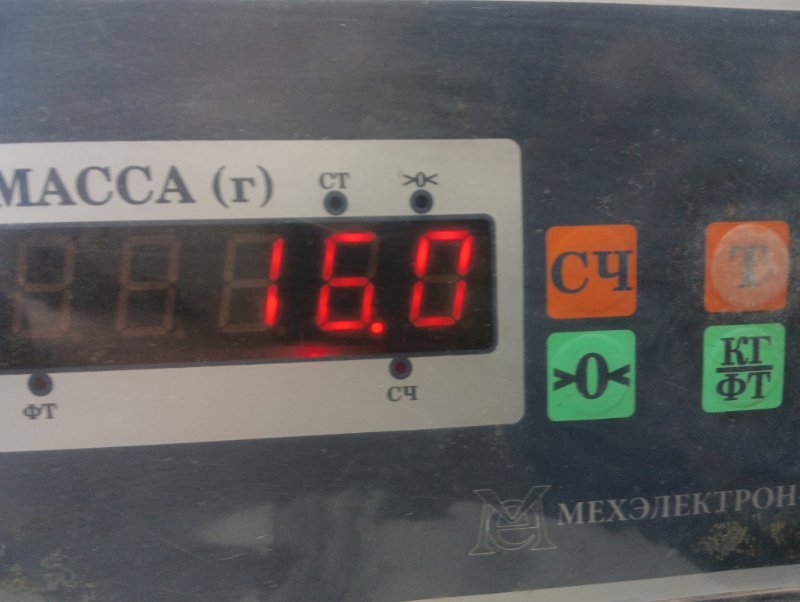 МАССА (г)
СТ
>0<
16.0
ФТ
СЧ
СЧ
Т
>0<
КГ
ФТ
МЕХЭЛЕКТРОН